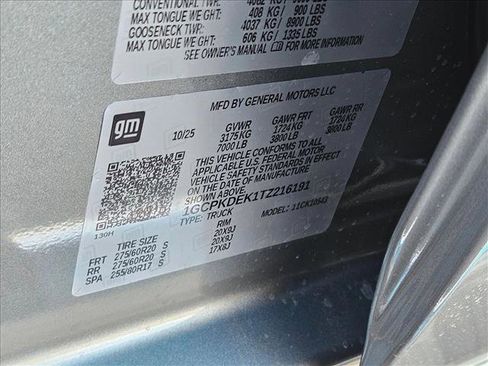 CONVENTIONAL TWR:
MAX TONGUE WEIGHT: 408 KG / 900 LBS
GOOSENECK TWR: 4037 KG / 8900 LBS
MAX TONGUE WEIGHT: 606 KG / 1335 LBS
SEE OWNER'S MANUAL FOR MORE INFORMATION
gm
MFD BY GENERAL MOTORS LLC
10/25 GVWR GAWR FRT GAWR RR
3175 KG 1724 KG 1724 KG
7000 LB 3800 LB 3800 LB
THIS VEHICLE CONFORMS TO ALL
APPLICABLE U.S. FEDERAL MOTOR
VEHICLE SAFETY STANDARDS IN
EFFECT ON THE DATE OF
MANUFACTURE SHOWN ABOVE.
1GCPKDEK1TZ216191
TYPE: TRUCK MODEL: 11CK10543
130H
TIRE SIZE RIM
FRT 275/60R20 S 20X9J
RR 275/60R20 S 20X9J
SPA 255/80R17 S 17X8J